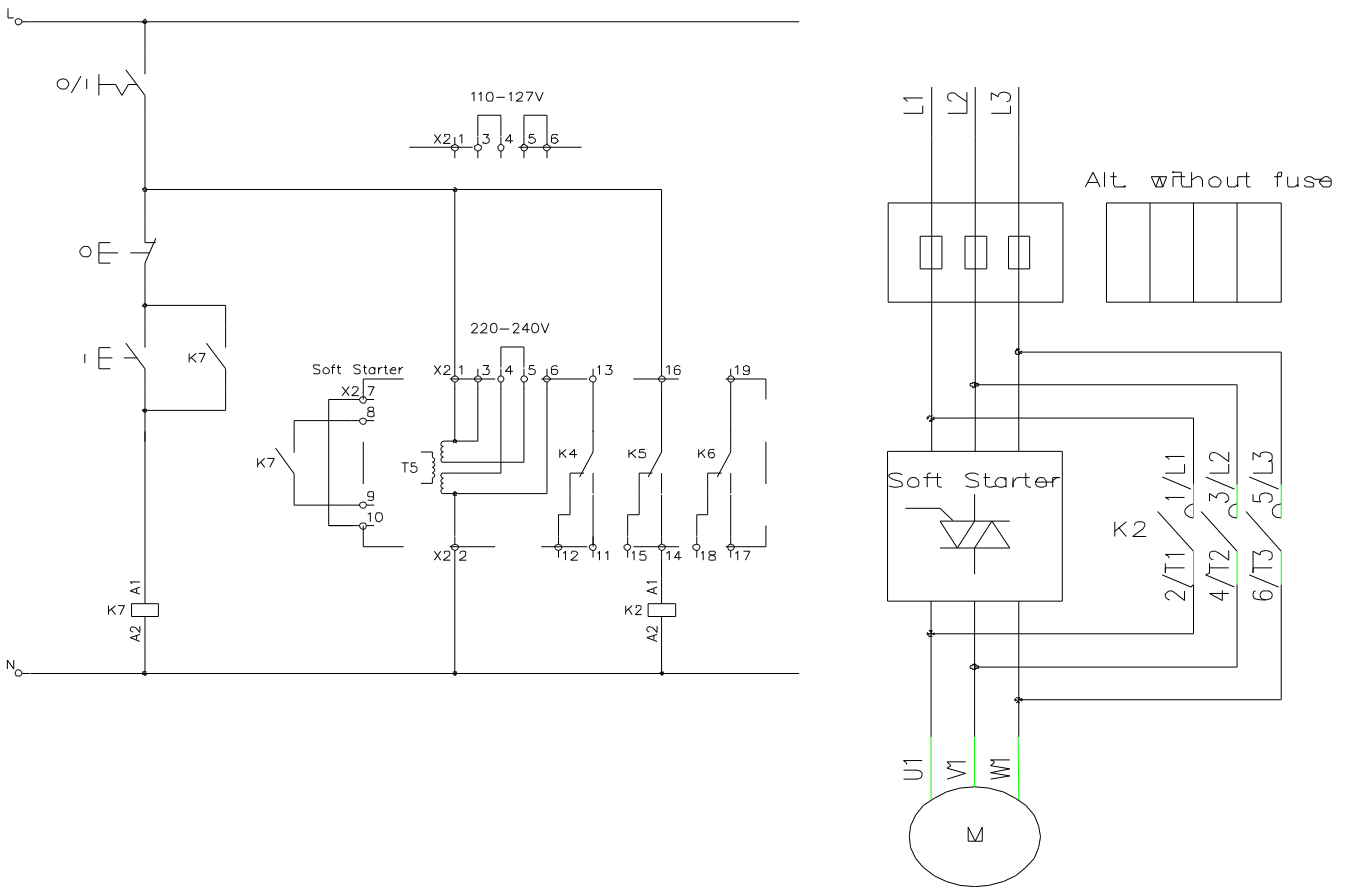 L
O/I
110-127V
X2 1 3 4 5 6
O
I
K7
220-240V
Soft Starter
X2 1 3 4 5 6 13 16 19
X2 7
8
K7
9
10
T5
K4
K5
K6
X2 2
12 11 15 14 18 17
K7
A1
A2
K2
A1
A2
N
L1
L2
L3
Alt. without fuse
Soft Starter
K2
1/L1
3/L2
5/L3
2/T1
4/T2
6/T3
U1
V1
W1
M